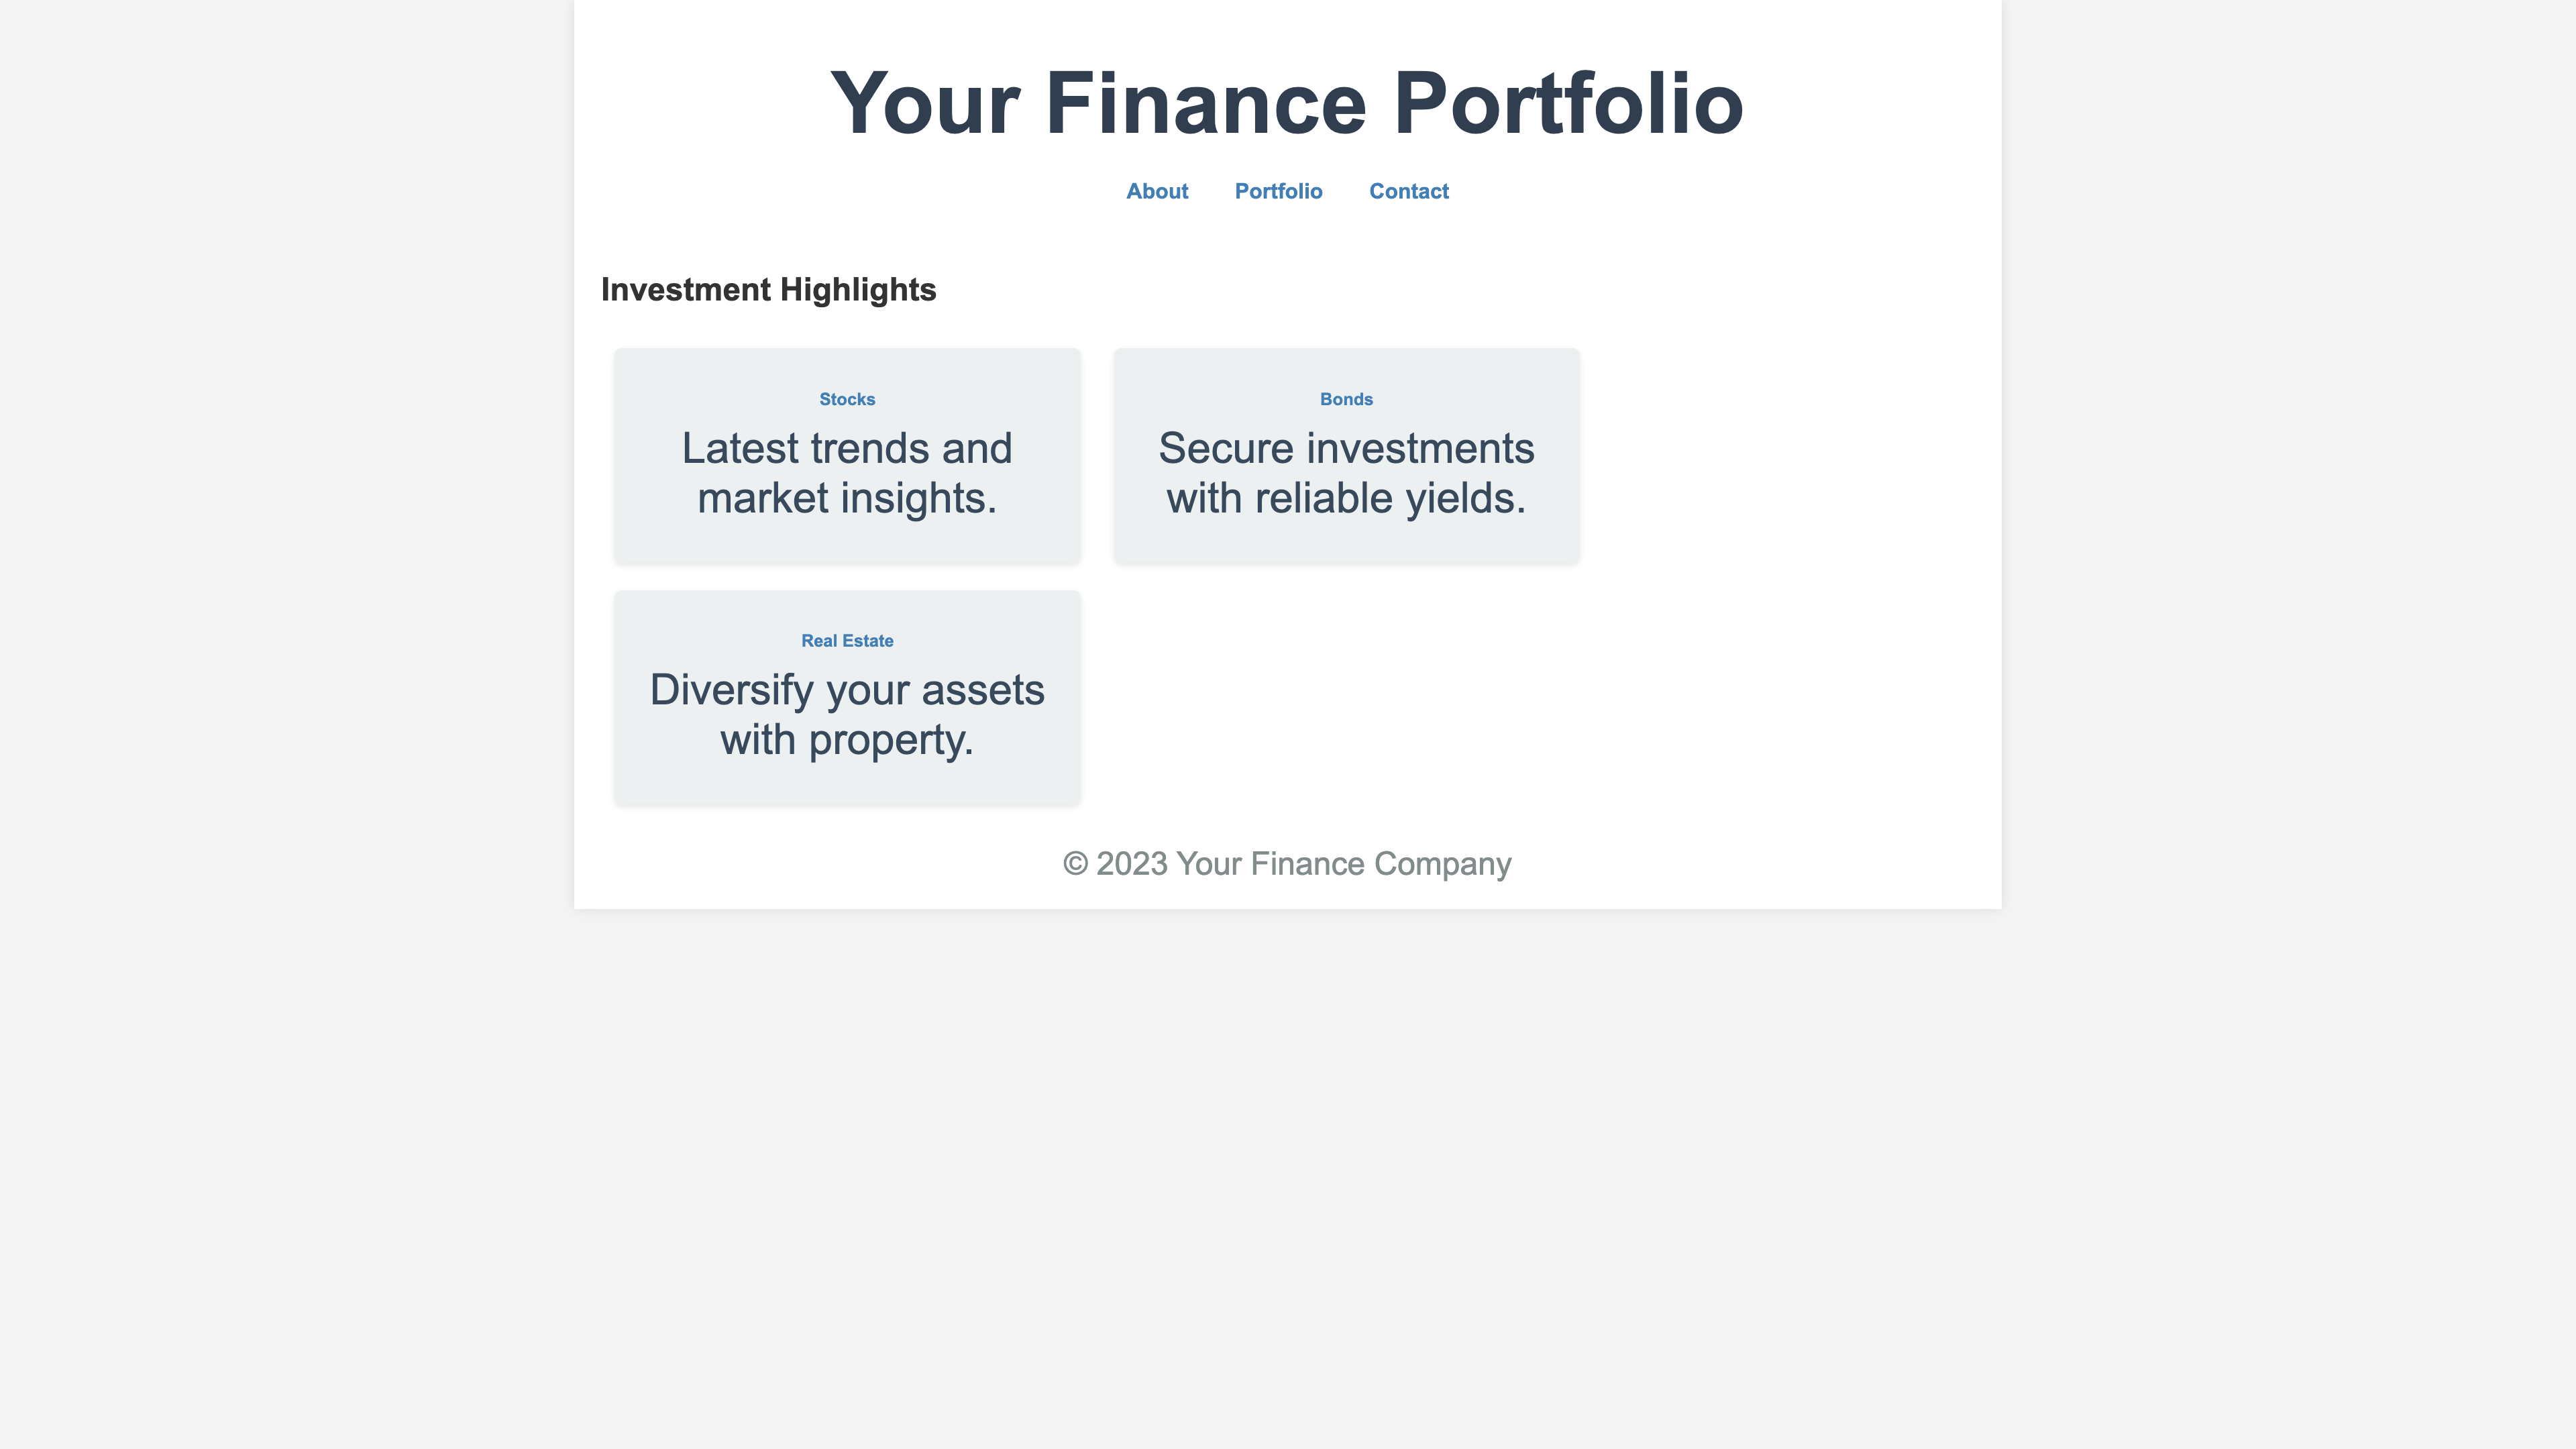 Your Finance Portfolio
About Portfolio Contact
Investment Highlights
Stocks
Latest trends and
market insights.
Bonds
Secure investments
with reliable yields.
Real Estate
Diversify your assets
with property.
© 2023 Your Finance Company